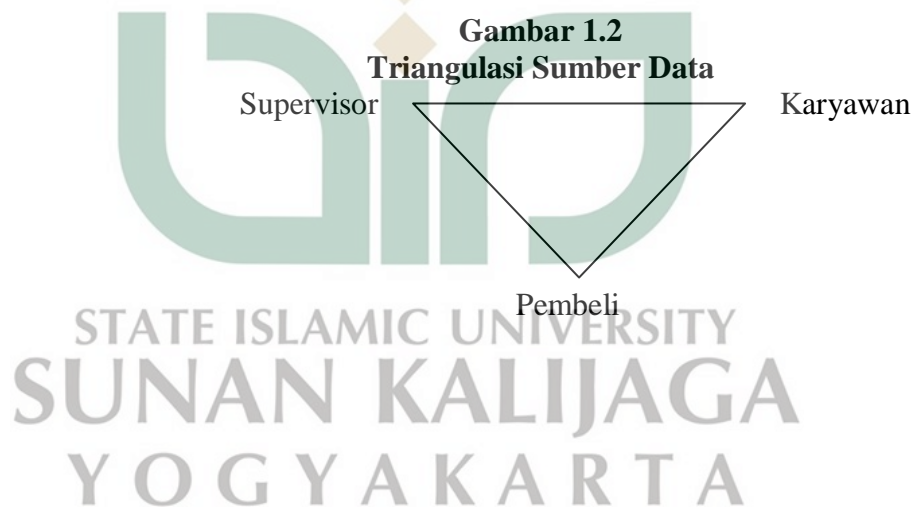 Gambar 1.2
Triangulasi Sumber Data
Supervisor Karyawan
Pembeli
STATE ISLAMIC UNIVERSITY
SUNAN KALIJAGA
YOGYAKARTA